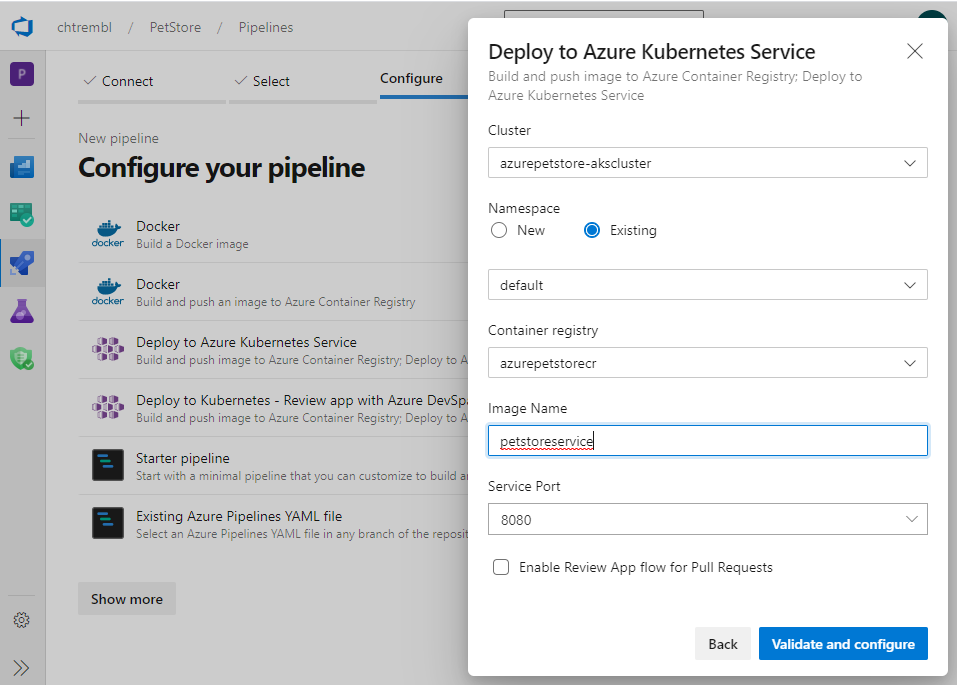 chtrembl / PetStore / Pipelines
P
Connect
Select
Configure
New pipeline
Configure your pipeline
docker
Docker
Build a Docker image
docker
Docker
Build and push an image to Azure Container Registry
Deploy to Azure Kubernetes Service
Build and push image to Azure Container Registry; Deploy to A
Deploy to Kubernetes - Review app with Azure DevSpa
Build and push image to Azure Container Registry; Deploy to A
Starter pipeline
Start with a minimal pipeline that you can customize to build an
Existing Azure Pipelines YAML file
Select an Azure Pipelines YAML file in any branch of the reposit
Show more
Deploy to Azure Kubernetes Service
Build and push image to Azure Container Registry; Deploy to
Azure Kubernetes Service
Cluster
azurepetstore-akscluster
Namespace
New
Existing
default
Container registry
azurepetstorecr
Image Name
petstoreservice
Service Port
8080
Enable Review App flow for Pull Requests
Back
Validate and configure